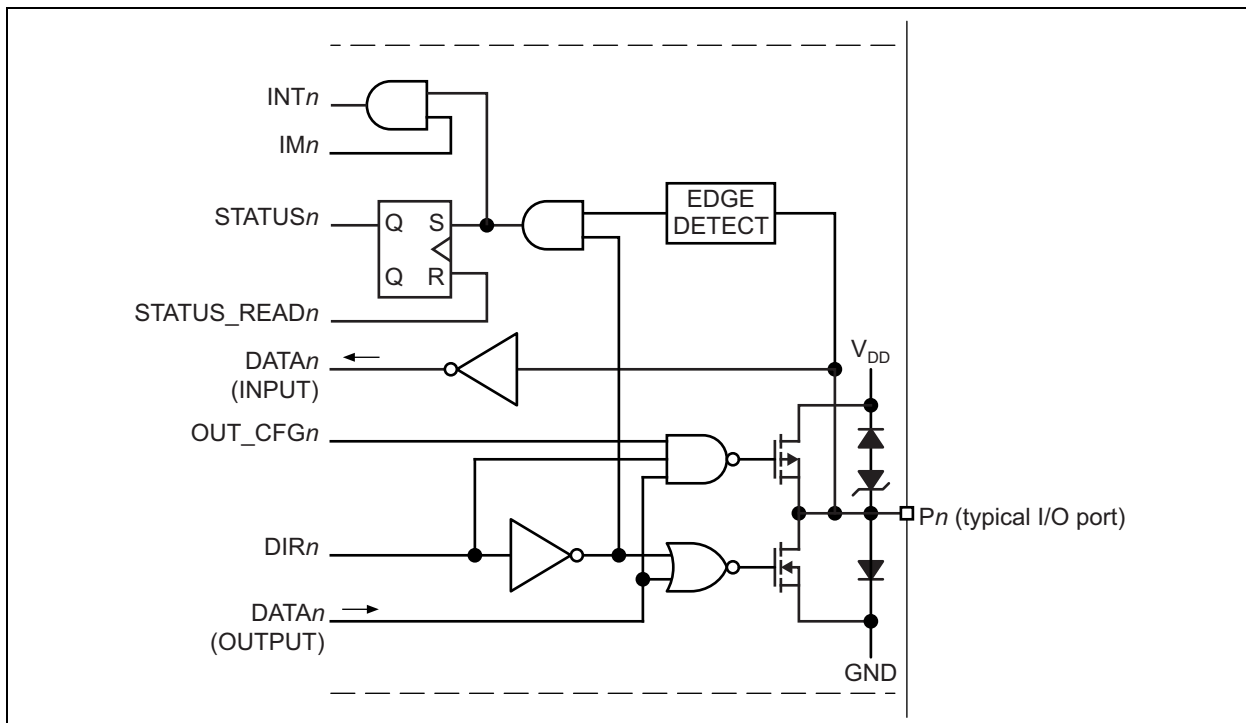 INTn
IMn
EDGE
DETECT
STATUSn
Q
S
Q
R
STATUS_READn
VDD
DATAn
(INPUT)
OUT_CFGn
Pn (typical I/O port)
DIRn
DATAn
(OUTPUT)
GND